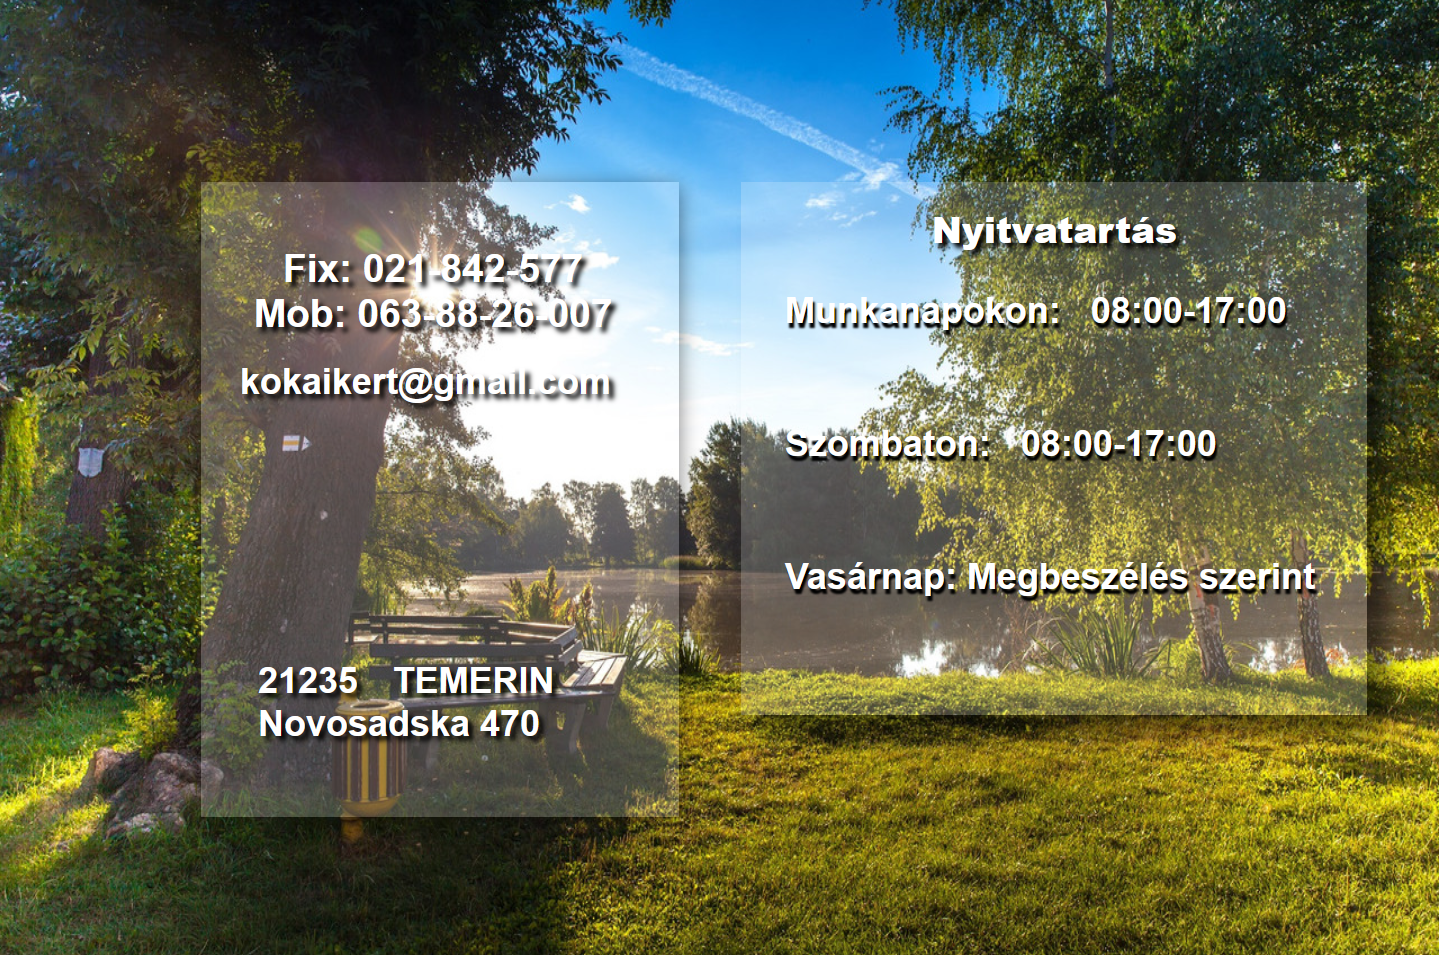 Fix: 021-842-577
Mob: 063-88-26-007
kokaikert@gmail.com
21235 TEMERIN
Novosadska 470
Nyitvatartás
Munkanapokon: 08:00-17:00
Szombaton: 08:00-17:00
Vasárnap: Megbeszélés szerint